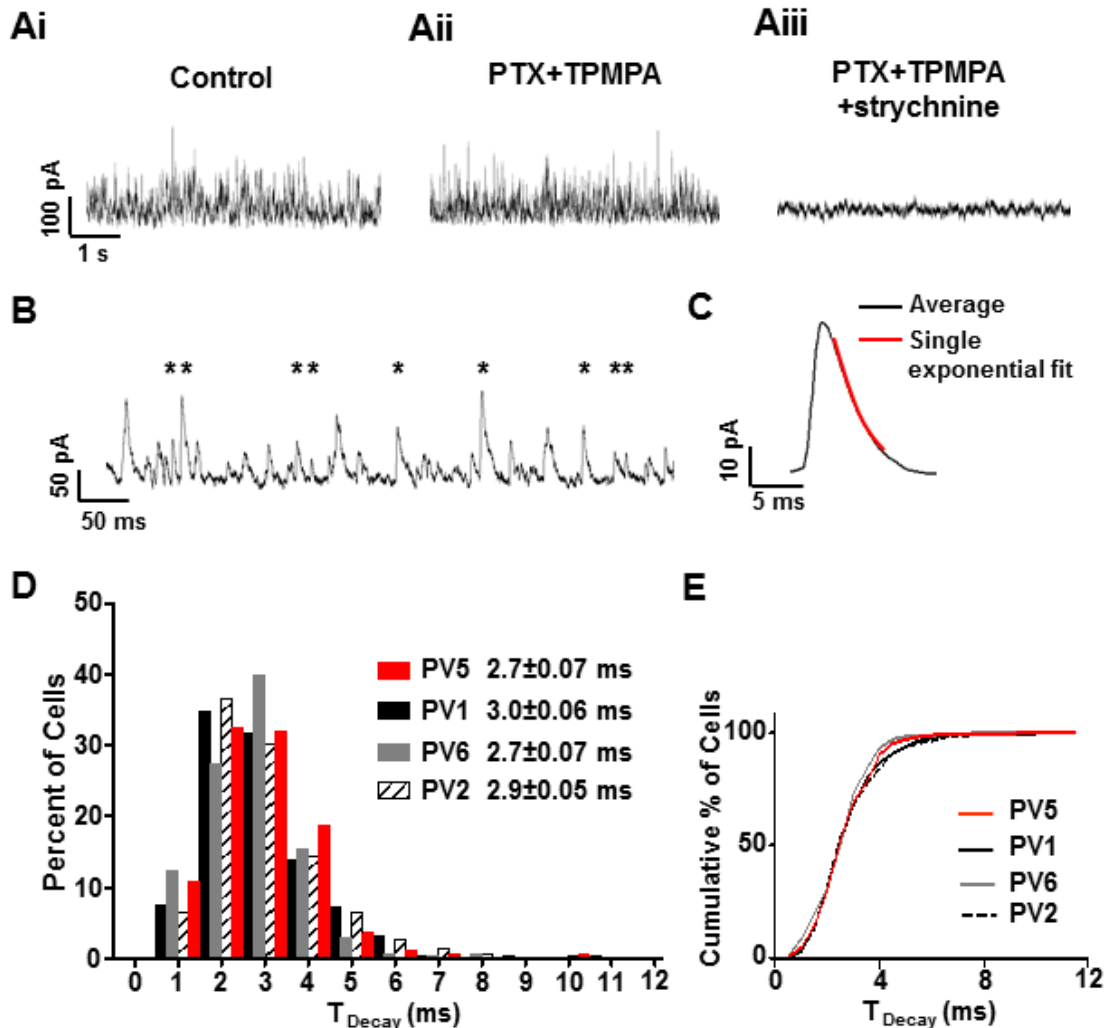 Ai
Control
100 pA
1 s
Aii
PTX+TPMPA
Aiii
PTX+TPMPA
+strychnine
B
** ** * * * **
50 pA
50 ms
C
Average
Single
exponential fit
10 pA
5 ms
D
Percent of Cells
50
40
30
20
10
0
PV5 2.7±0.07 ms
PV1 3.0±0.06 ms
PV6 2.7±0.07 ms
PV2 2.9±0.05 ms
0 1 2 3 4 5 6 7 8 9 10 11 12
T Decay (ms)
E
Cumulative % of Cells
100
50
0
PV5
PV1
PV6
PV2
0 4 8 12
T Decay (ms)